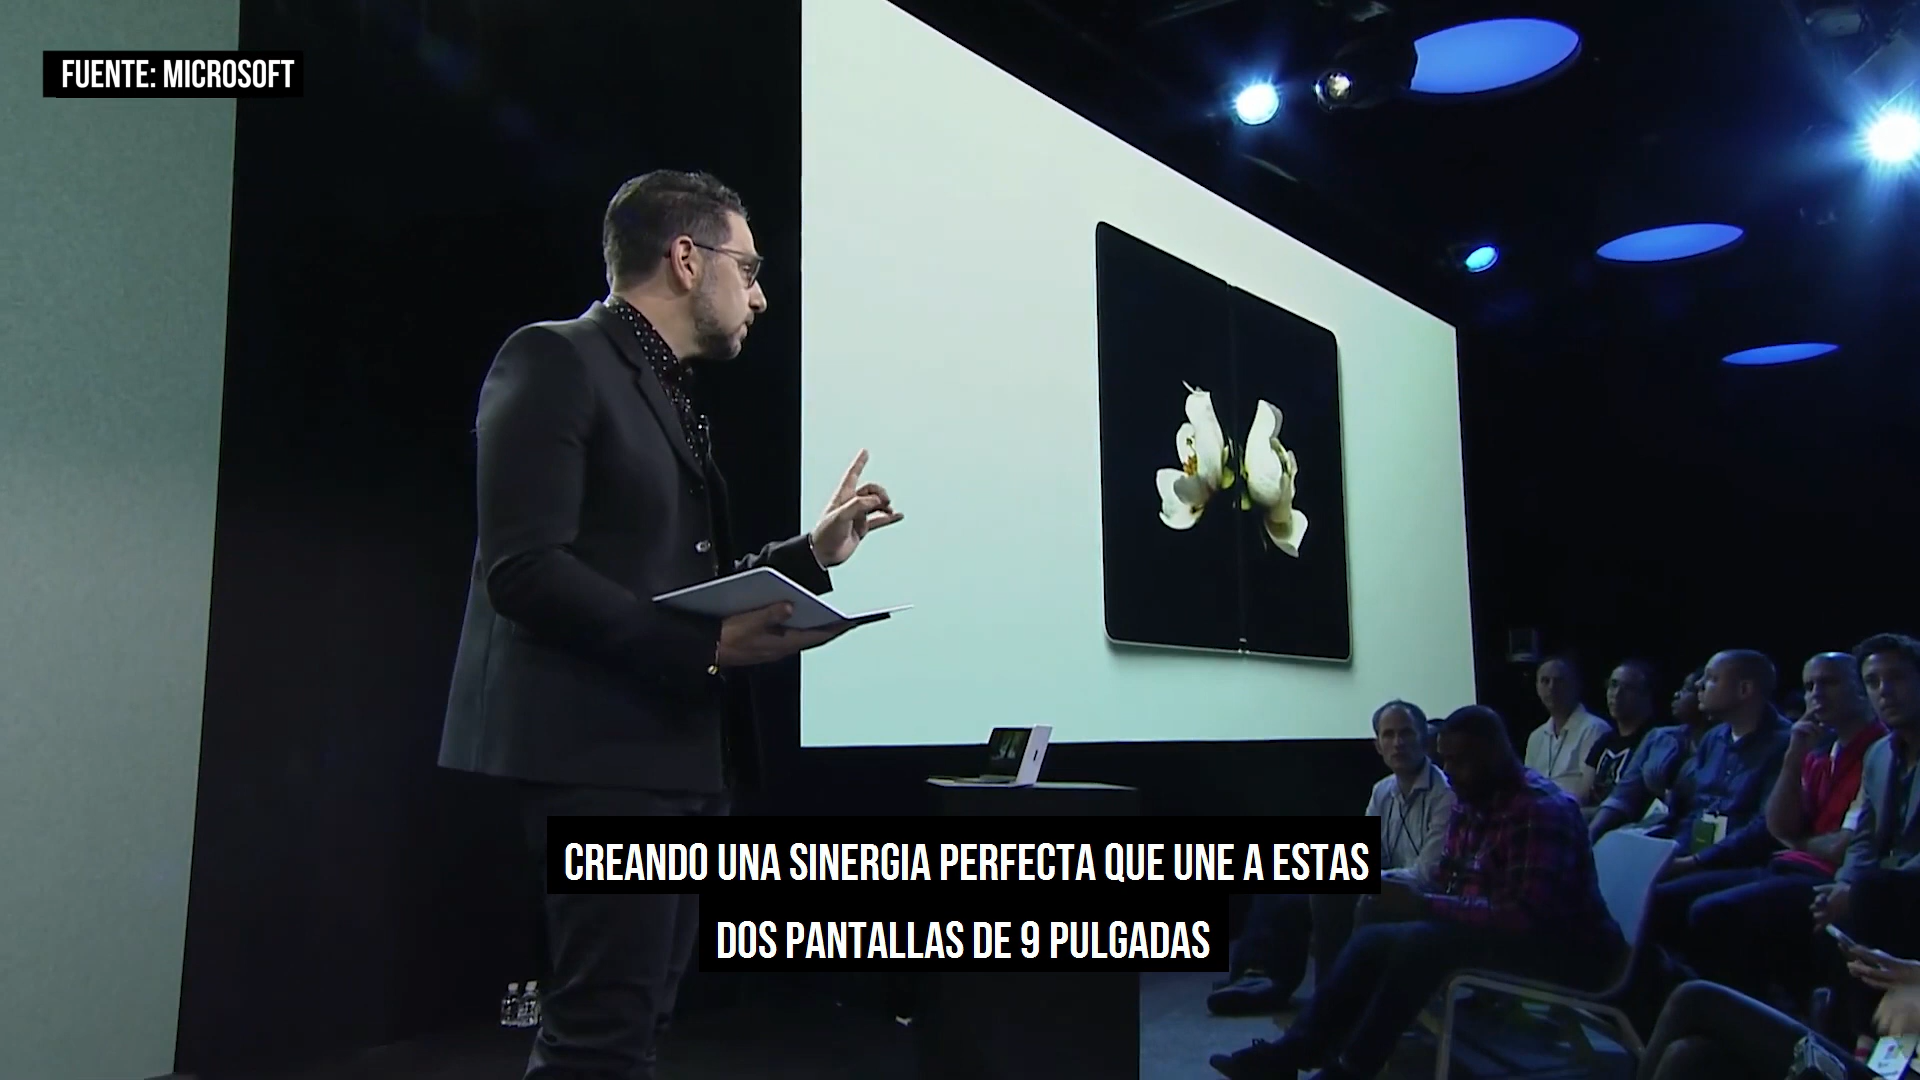 FUENTE: MICROSOFT
CREANDO UNA SINERGIA PERFECTA QUE UNE A ESTAS
DOS PANTALLAS DE 9 PULGADAS